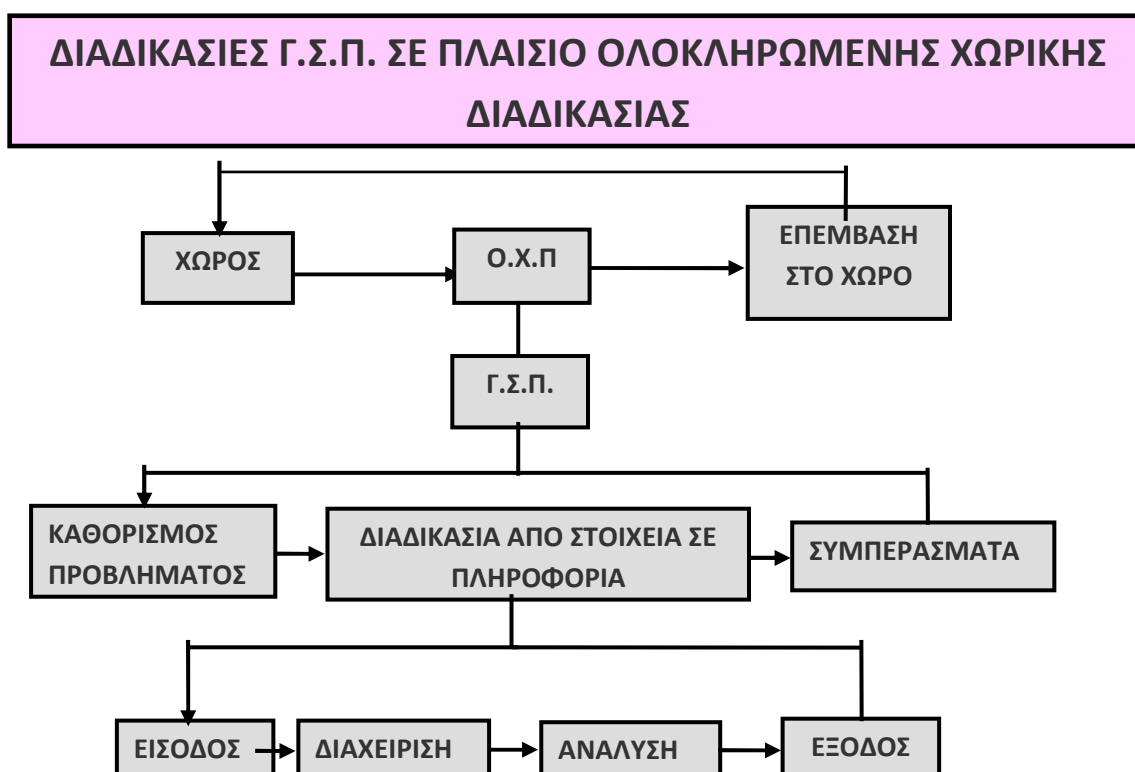 ΔΙΑΔΙΚΑΣΙΕΣ Γ.Σ.Π. ΣΕ ΠΛΑΙΣΙΟ ΟΛΟΚΛΗΡΩΜΕΝΗΣ ΧΩΡΙΚΗΣ
ΔΙΑΔΙΚΑΣΙΑΣ
ΧΩΡΟΣ
Ο.Χ.Π
ΕΠΕΜΒΑΣΗ
ΣΤΟ ΧΩΡΟ
Γ.Σ.Π.
ΚΑΘΟΡΙΣΜΟΣ
ΠΡΟΒΛΗΜΑΤΟΣ
ΔΙΑΔΙΚΑΣΙΑ ΑΠΟ ΣΤΟΙΧΕΙΑ ΣΕ
ΠΛΗΡΟΦΟΡΙΑ
ΣΥΜΠΕΡΑΣΜΑΤΑ
ΕΙΣΟΔΟΣ
ΔΙΑΧΕΙΡΙΣΗ
ΑΝΑΛΥΣΗ
ΕΞΟΔΟΣ